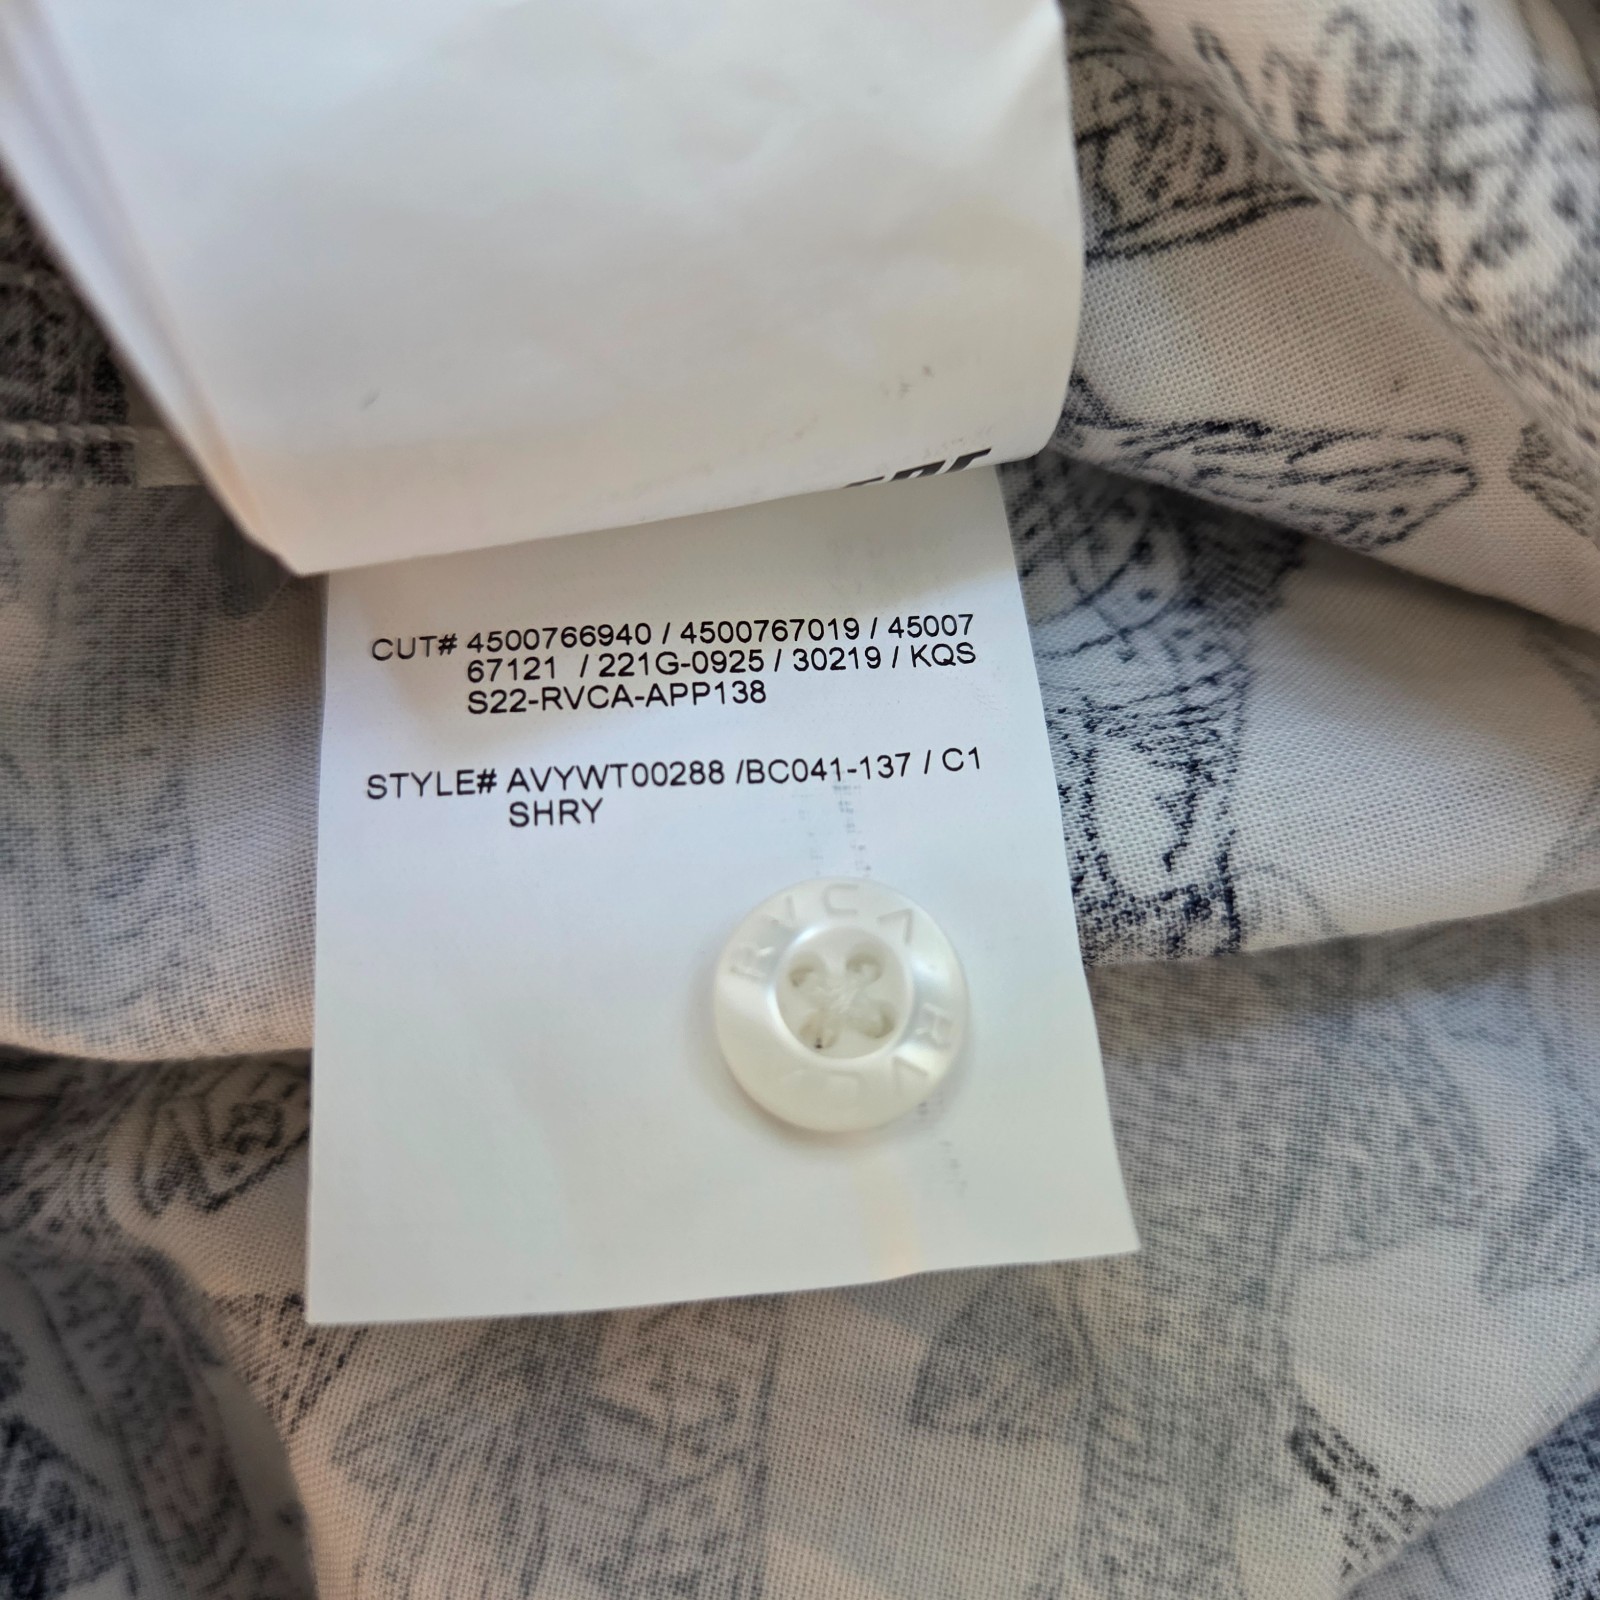 CUT# 4500766940 / 4500767019 / 45007
67121 / 221G-0925 / 30219 / KQS
S22-RVCA-APP138
STYLE# AVYWT00288 /BC041-137 / C1
SHRY
RVCA RV